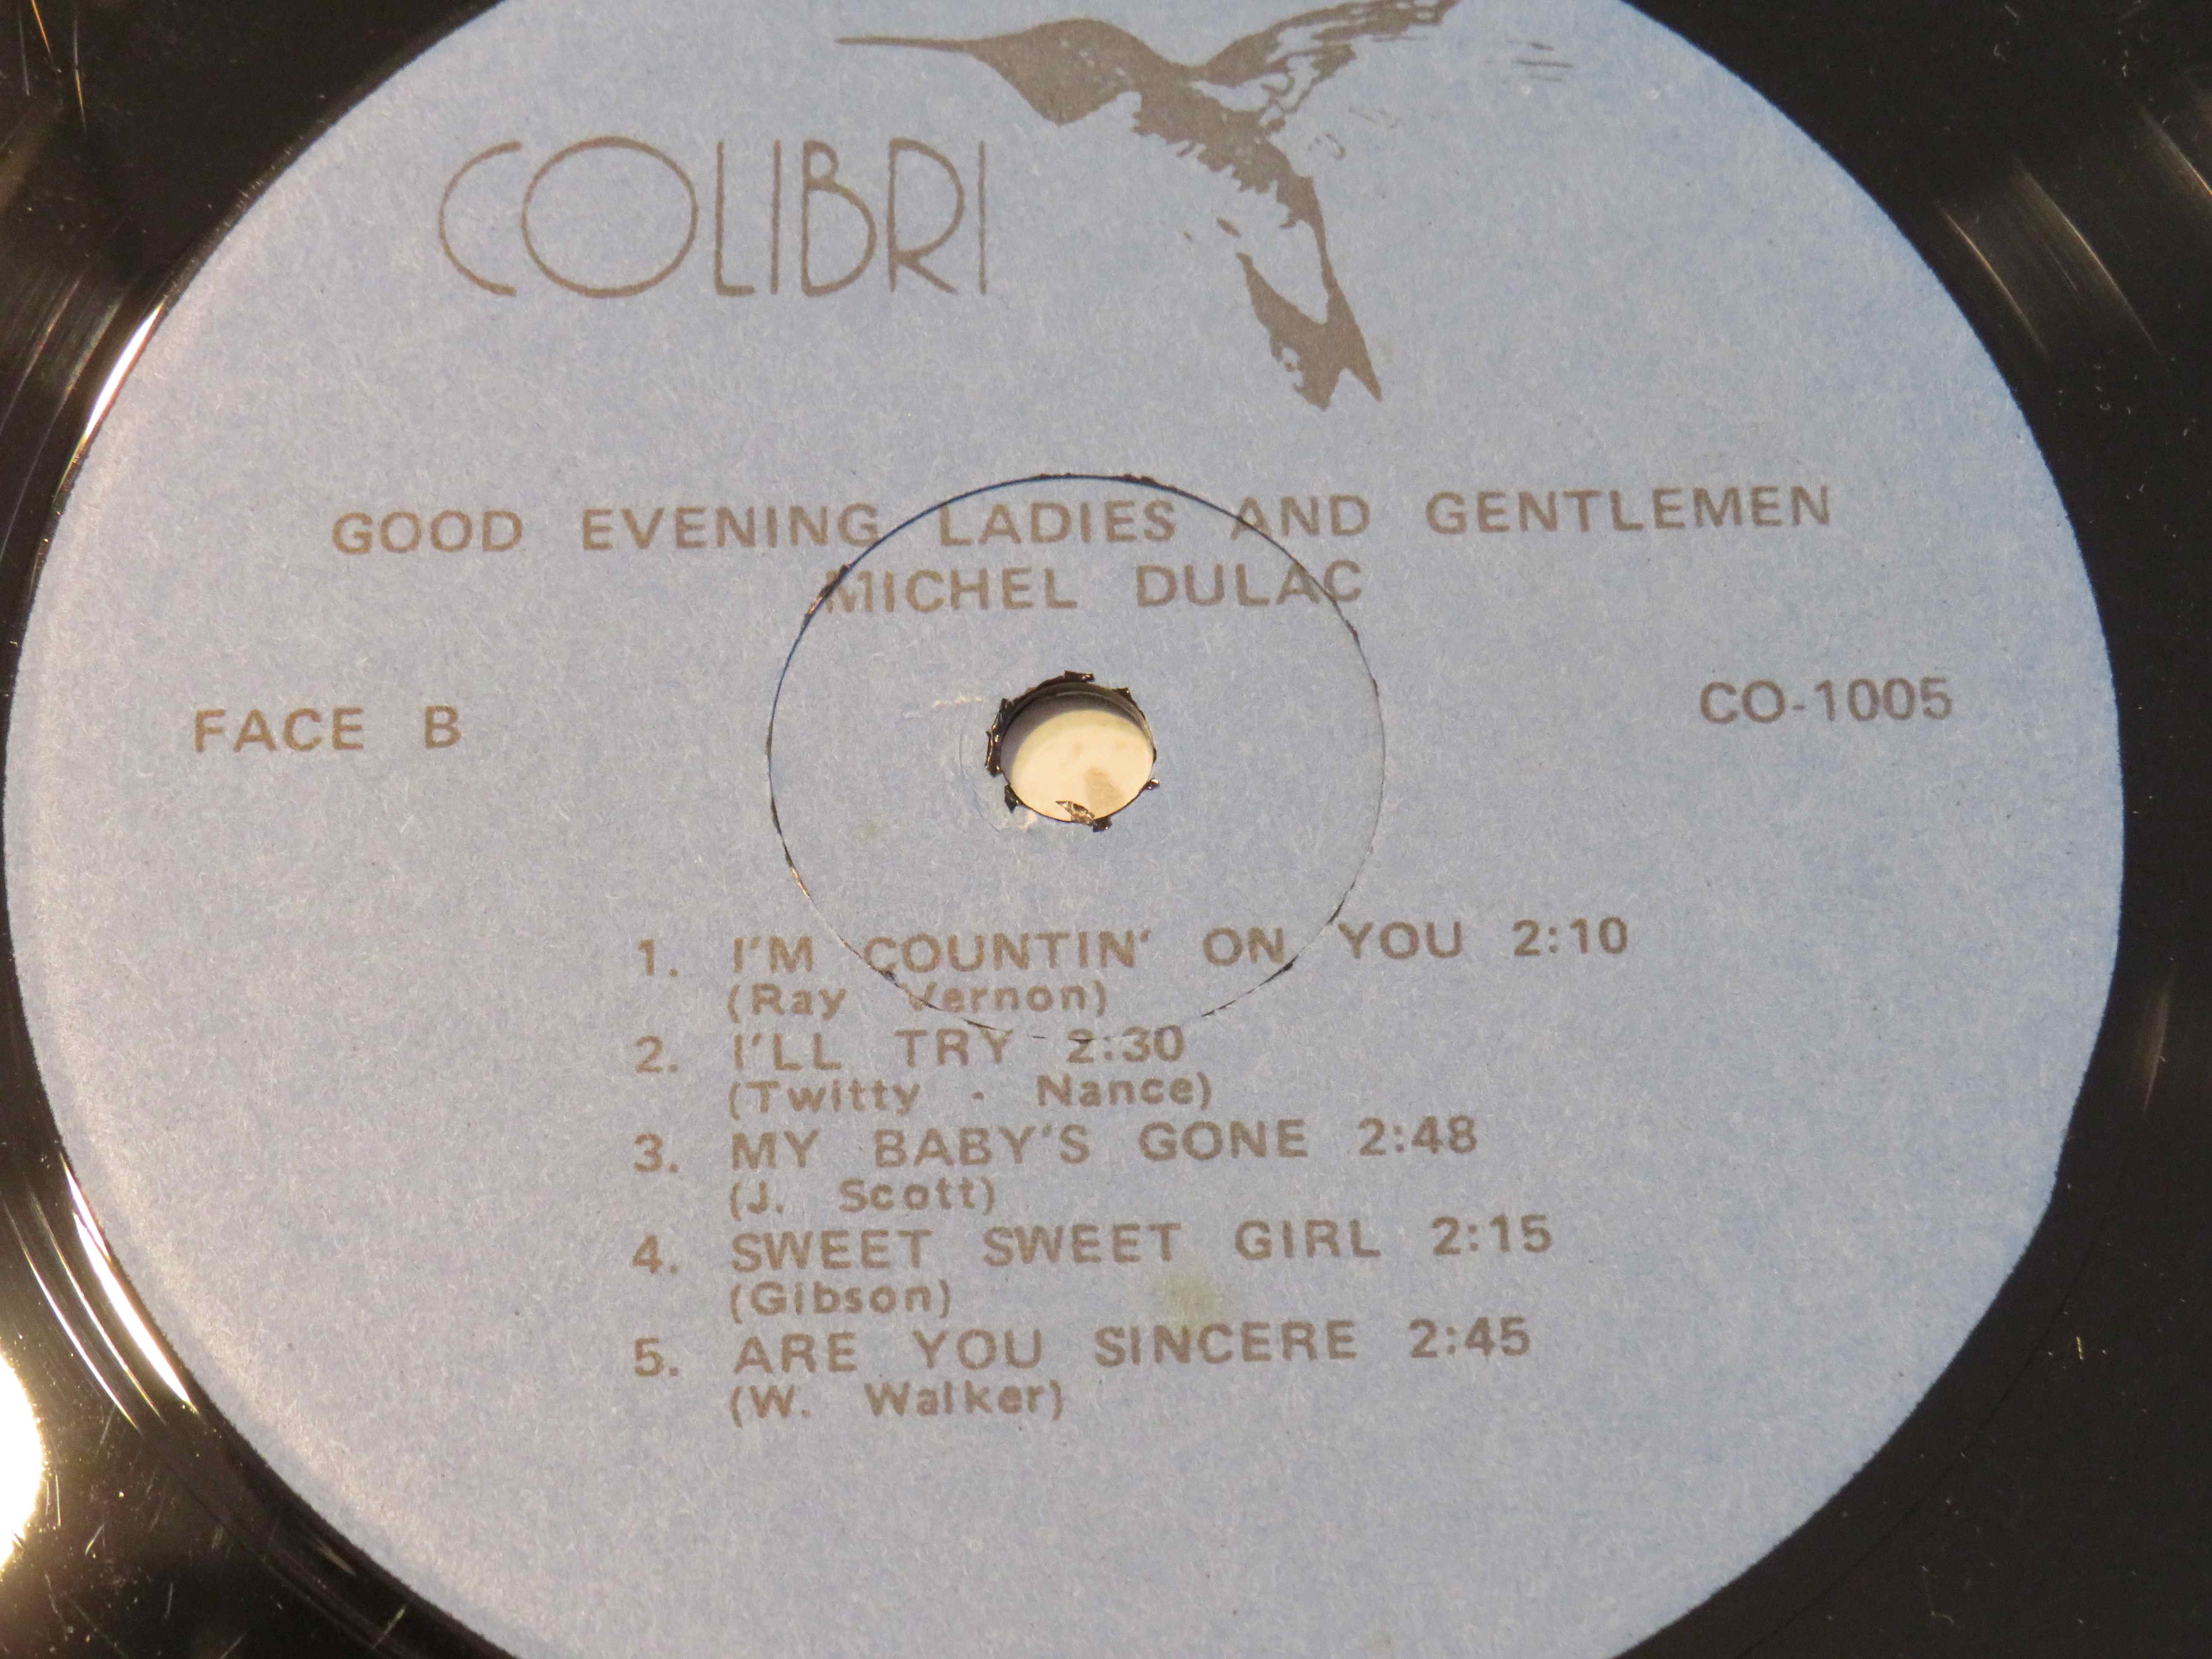 COLIBRI
GOOD EVENING LADIES AND GENTLEMEN
MICHEL DULAC
FACE B
CO-1005
1. I'M COUNTIN' ON YOU 2:10
(Ray Vernon)
2. I'LL TRY 2:30
(Twitty - Nance)
3. MY BABY'S GONE 2:48
(J. Scott)
4. SWEET SWEET GIRL 2:15
(Gibson)
5. ARE YOU SINCERE 2:45
(W. Walker)